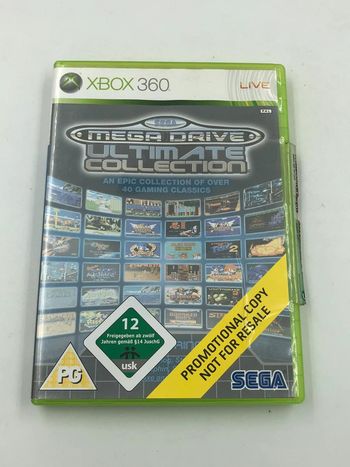 XBOX 360
LIVE
PAL
SEGA
MEGA DRIVE
ULTIMATE
COLLECTION
AN EPIC COLLECTION OF OVER
40 GAMING CLASSICS
12
Freigegeben ab zwölf
Jahren gemäß §14 JuschG
usk
PG
PROMOTIONAL COPY
NOT FOR RESALE
SEGA